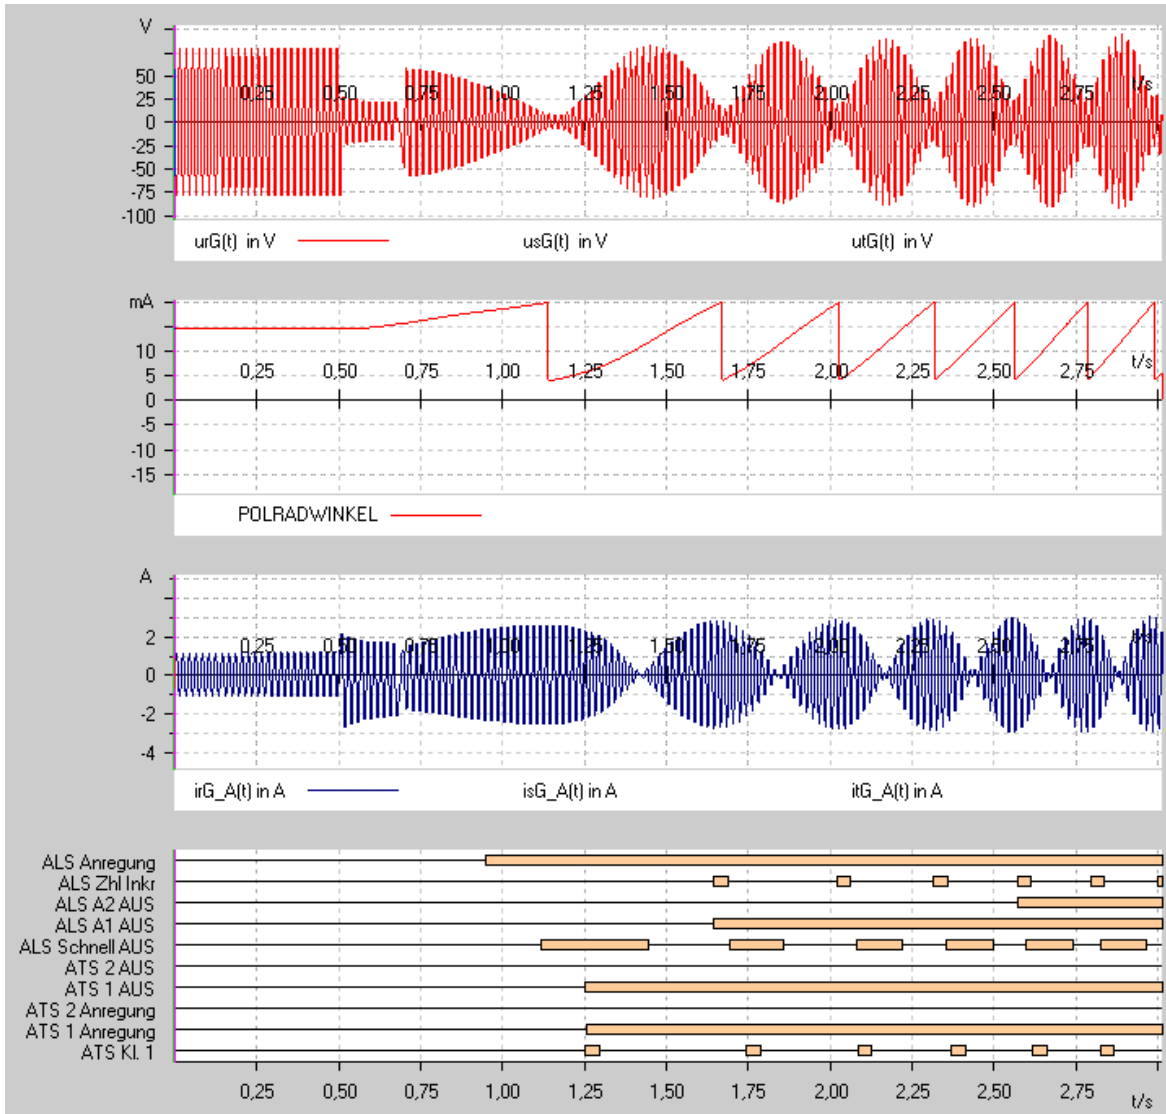 V
50
25
0
-25
-50
-75
-100
0,25 0,50 0,75 1,00 1,25 1,50 1,75 2,00 2,25 2,50 2,75 t/s
urG(t) in V usG(t) in V utG(t) in V
mA
10
5
0
-5
-10
-15
0,25 0,50 0,75 1,00 1,25 1,50 1,75 2,00 2,25 2,50 2,75 t/s
POLRADWINKEL
A
2
0
-2
-4
0,25 0,50 0,75 1,00 1,25 1,50 1,75 2,00 2,25 2,50 2,75 t/s
irG_A(t) in A isG_A(t) in A itG_A(t) in A
ALS Anregung
ALS Zhl Inkr
ALS A2 AUS
ALS A1 AUS
ALS Schnell AUS
ATS 2 AUS
ATS 1 AUS
ATS 2 Anregung
ATS 1 Anregung
ATS Kl. 1
0,25 0,50 0,75 1,00 1,25 1,50 1,75 2,00 2,25 2,50 2,75 t/s